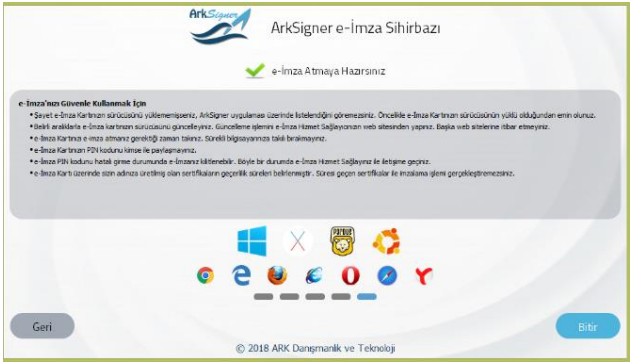 ArkSigner
ArkSigner e-İmza Sihirbazı
e-İmza Atmaya Hazırsınız
e-İmza'nızı Güvenle Kullanmak İçin
• Şayet e-İmza Kartınızın sürücüsünü yüklememişseniz, ArkSigner uygulaması üzerinde listelendiğini göremezsiniz. Öncelikle e-İmza Kartınızın sürücüsünün yüklü olduğundan emin olunuz.
• Belirli aralıklarla e-imza kartınızın sürücüsünü güncelleyiniz. Güncelleme işlemini e-İmza Hizmet Sağlayıcınızın web sitesinden yapınız. Başka web sitelerine itibar etmeyiniz.
• e-İmza Kartınızı e-imza atmanız gerektiği zaman takınız. Sürekli bilgisayarınıza takılı bırakmayınız.
• e-İmza Kartınızın PIN kodunu kimse ile paylaşmayınız.
• e-İmza PIN kodunu hatalı girme durumunda e-İmzanız kilitlenebilir. Böyle bir durumda e-İmza Hizmet Sağlayınız ile iletişime geçiniz.
• e-İmza Kartı üzerinde sizin adınıza üretilmiş olan sertifikaların geçerlilik süreleri belirlenmiştir. Süresi geçen sertifikalar ile imzalama işlemi gerçekleştiremezsiniz.
PARDUS
Geri
Bitir
© 2018 ARK Danışmanlık ve Teknoloji